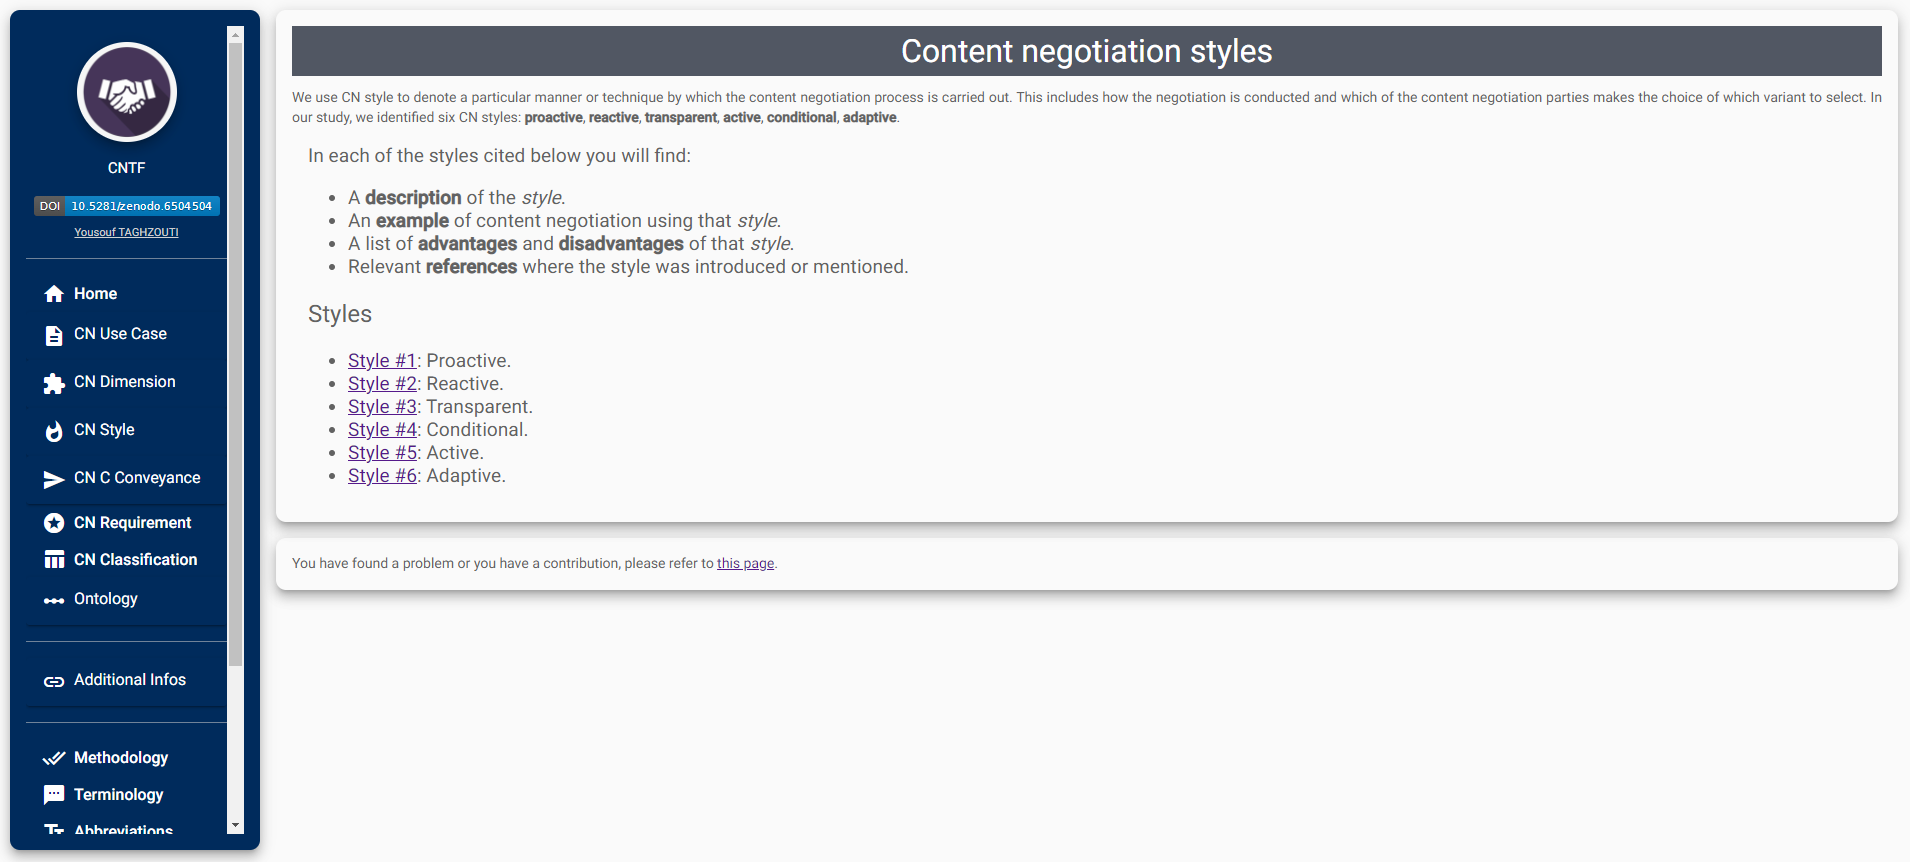 CNTF
DOI 10.5281/zenodo.6504504
Yousouf TAGHZOUTI
Home
CN Use Case
CN Dimension
CN Style
CN C Conveyance
CN Requirement
CN Classification
Ontology
Additional Infos
Methodology
Terminology
Abbreviations
Content negotiation styles
We use CN style to denote a particular manner or technique by which the content negotiation process is carried out. This includes how the negotiation is conducted and which of the content negotiation parties makes the choice of which variant to select. In
our study, we identified six CN styles: proactive, reactive, transparent, active, conditional, adaptive.
In each of the styles cited below you will find:
• A description of the style.
• An example of content negotiation using that style.
• A list of advantages and disadvantages of that style.
• Relevant references where the style was introduced or mentioned.
Styles
• Style #1: Proactive.
• Style #2: Reactive.
• Style #3: Transparent.
• Style #4: Conditional.
• Style #5: Active.
• Style #6: Adaptive.
You have found a problem or you have a contribution, please refer to this page.